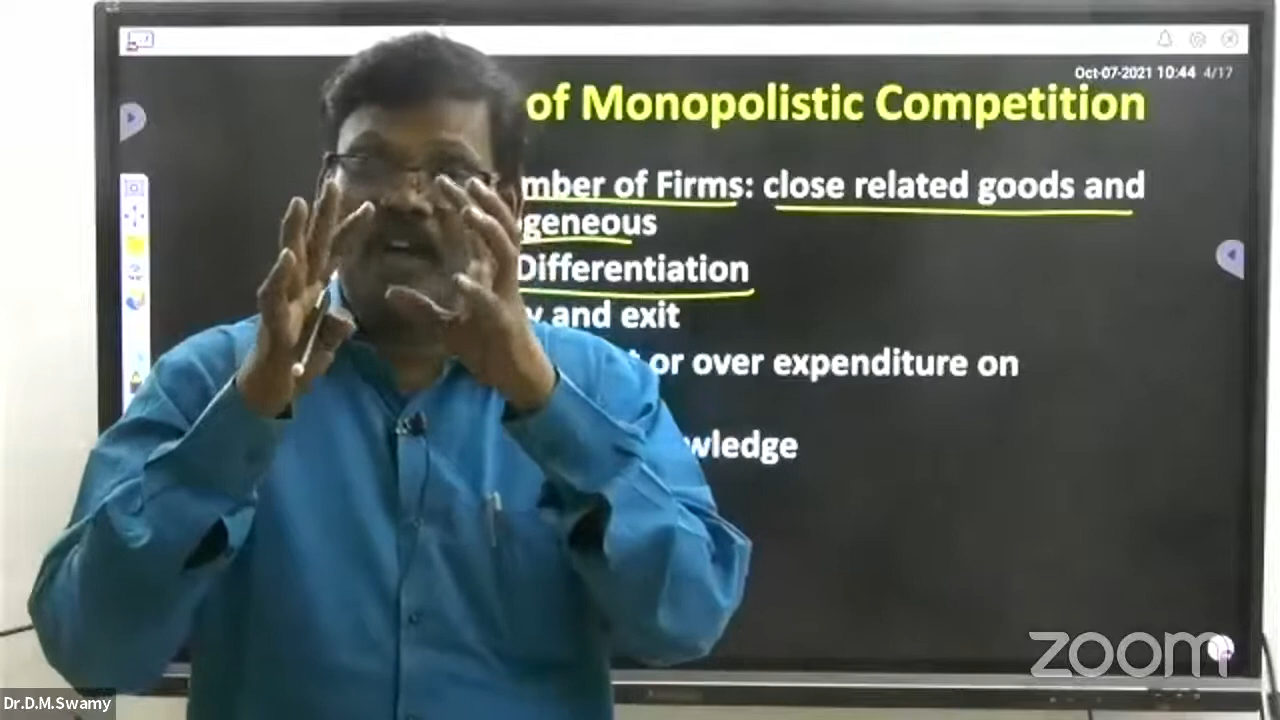 Oct-07-2021 10:44 4/17
of Monopolistic Competition
mber of Firms: close related goods and
geneous
Differentiation
and exit
or over expenditure on
wledge
zoom
Dr.D.M.Swamy